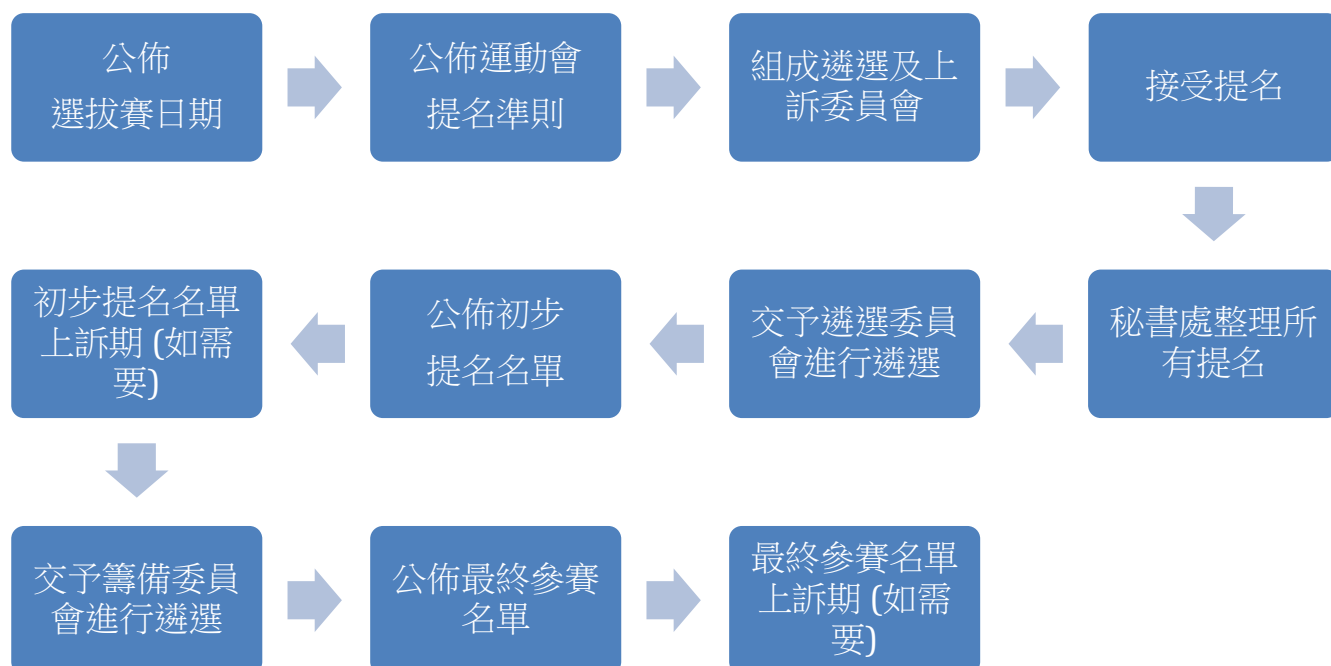 公佈
選拔賽日期
公佈運動會
提名準則
組成遴選及上
訴委員會
接受提名
秘書處整理所
有提名
交予遴選委員
會進行遴選
公佈初步
提名名單
初步提名名單
上訴期 (如需
要)
交予籌備委員
會進行遴選
公佈最終參賽
名單
最終參賽名單
上訴期 (如需
要)